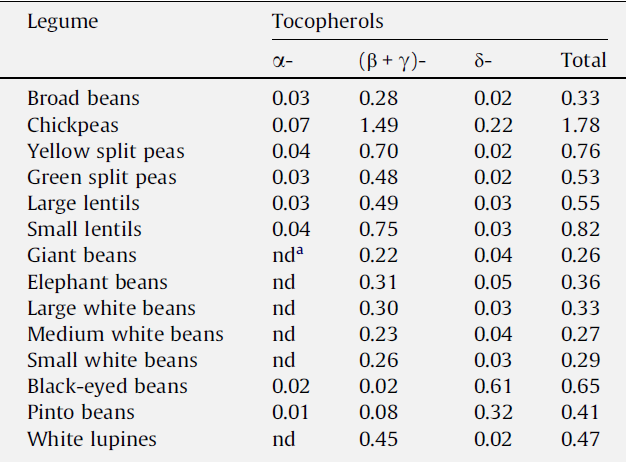 Legume Tocopherols
α- (β + γ)- δ- Total
Broad beans 0.03 0.28 0.02 0.33
Chickpeas 0.07 1.49 0.22 1.78
Yellow split peas 0.04 0.70 0.02 0.76
Green split peas 0.03 0.48 0.02 0.53
Large lentils 0.03 0.49 0.03 0.55
Small lentils 0.04 0.75 0.03 0.82
Giant beans ndᵃ 0.22 0.04 0.26
Elephant beans nd 0.31 0.05 0.36
Large white beans nd 0.30 0.03 0.33
Medium white beans nd 0.23 0.04 0.27
Small white beans nd 0.26 0.03 0.29
Black-eyed beans 0.02 0.02 0.61 0.65
Pinto beans 0.01 0.08 0.32 0.41
White lupines nd 0.45 0.02 0.47